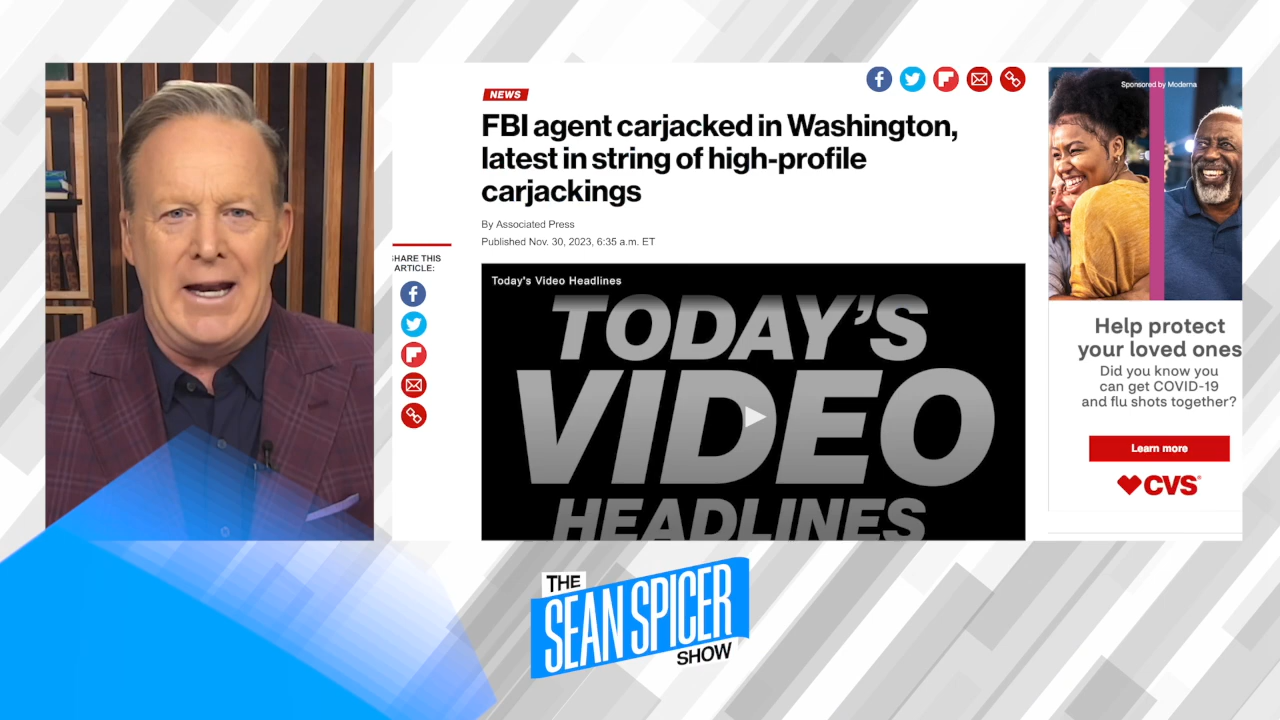 NEWS
FBI agent carjacked in Washington,
latest in string of high-profile
carjackings
By Associated Press
Published Nov. 30, 2023, 6:35 a.m. ET
SHARE THIS
ARTICLE:
Today's Video Headlines
TODAY'S
VIDEO
HEADLINES
Sponsored by Moderna
Help protect
your loved ones
Did you know you
can get COVID-19
and flu shots together?
Learn more
CVS®
THE
SEAN SPICER
SHOW